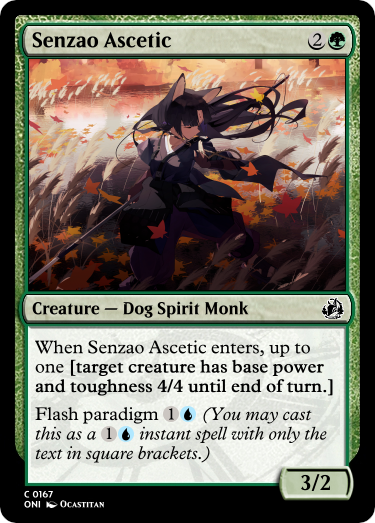 Senzao Ascetic 2
Creature — Dog Spirit Monk
When Senzao Ascetic enters, up to
one [target creature has base power
and toughness 4/4 until end of turn.]
Flash paradigm 1 (You may cast
this as a 1 instant spell with only the
text in square brackets.)
3/2
C 0167
ONI Ocastitan